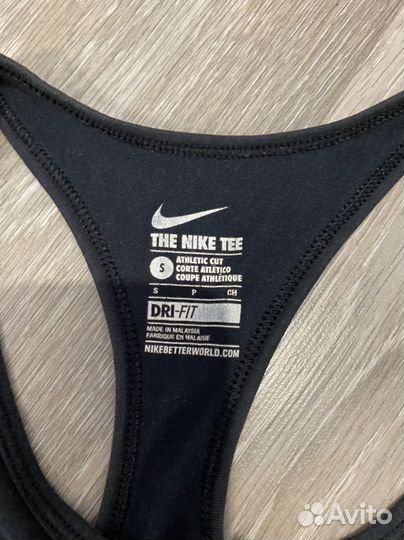 THE NIKE TEE
S
ATHLETIC CUT
CORTE ATLÉTICO
COUPE ATHLÉTIQUE
S P CH
DRI-FIT
MADE IN MALAYSIA
FABRIQUE EN MALAISIE
NIKEBETTERWORLD.COM
Avito